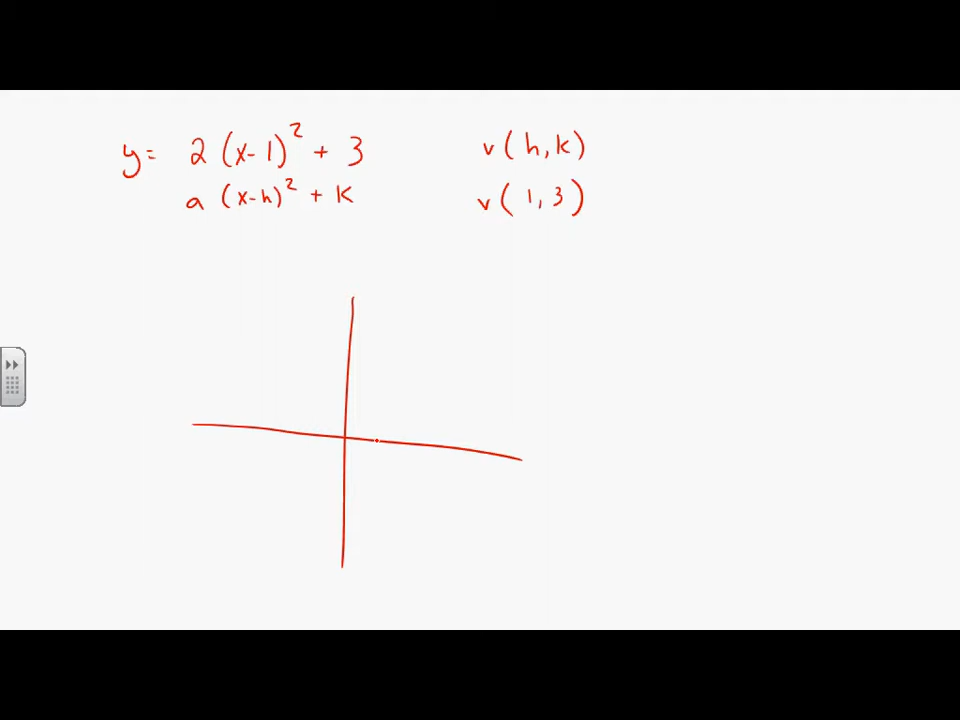 y= 2 (x-1)² + 3
a (x-h)² + k
v(h,k)
v(1,3)